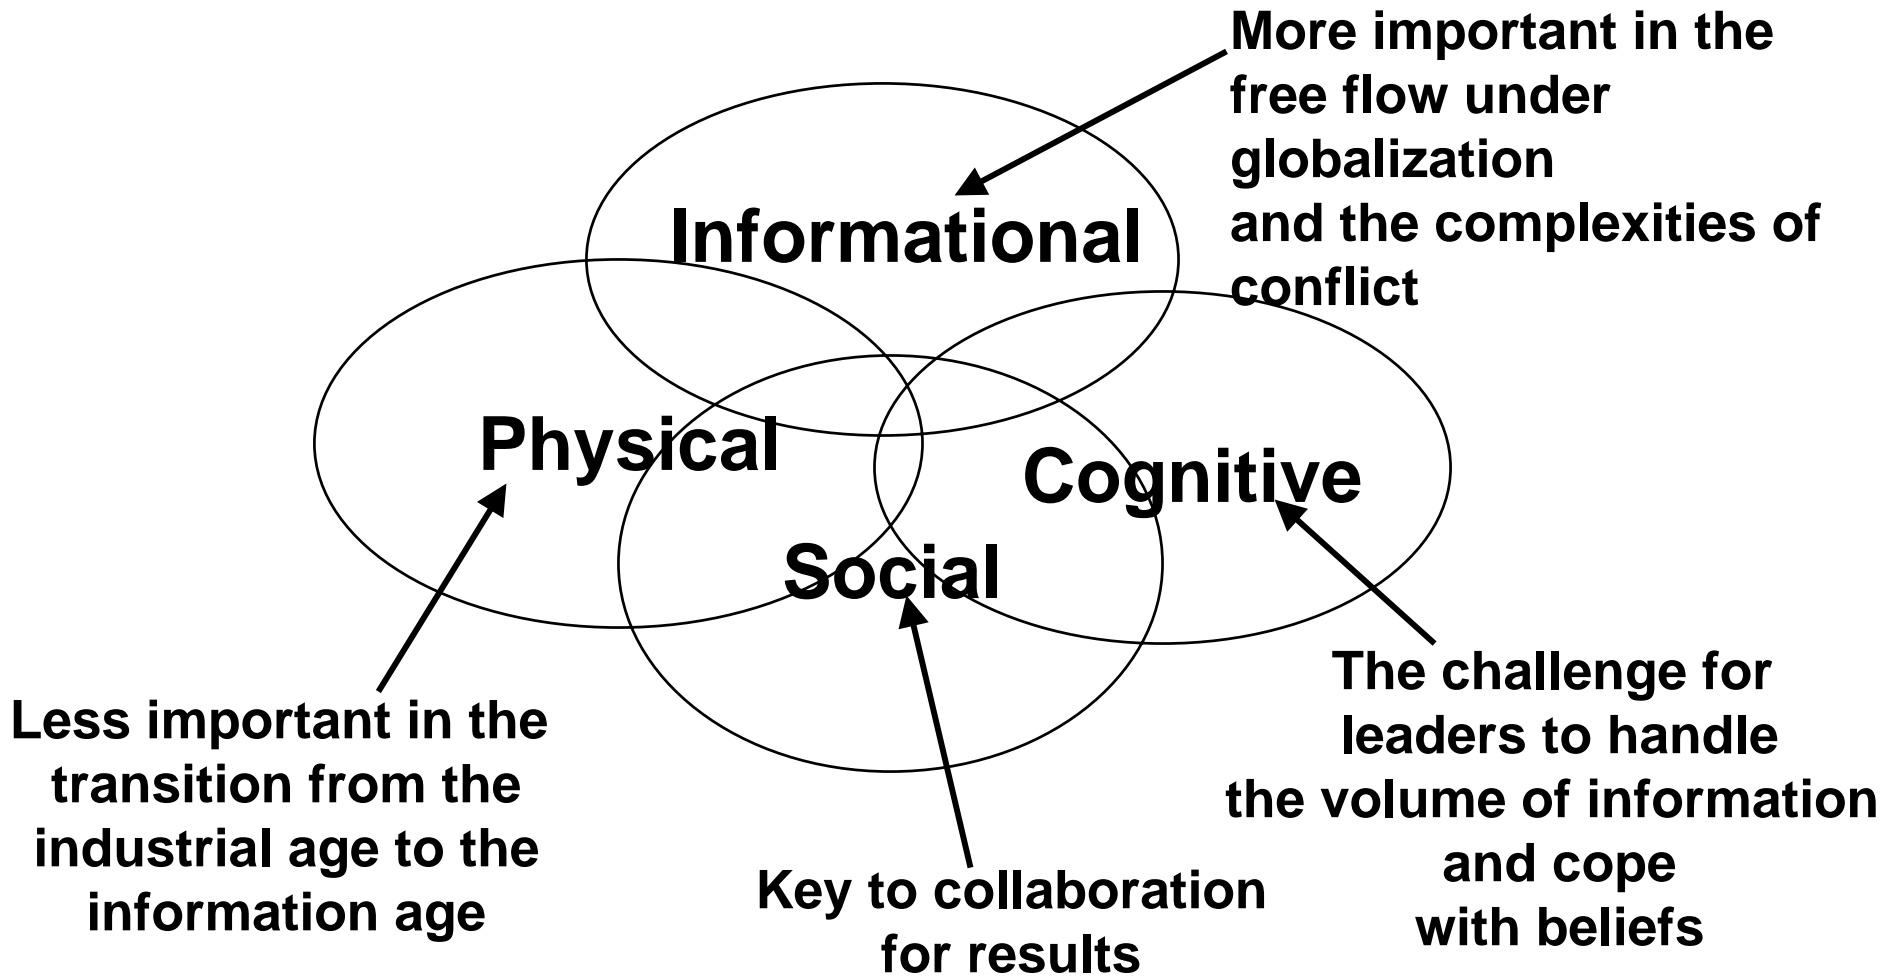 More important in the
free flow under
globalization
and the complexities of
conflict
Informational
Physical
Cognitive
Social
Less important in the
transition from the
industrial age to the
information age
Key to collaboration
for results
The challenge for
leaders to handle
the volume of information
and cope
with beliefs